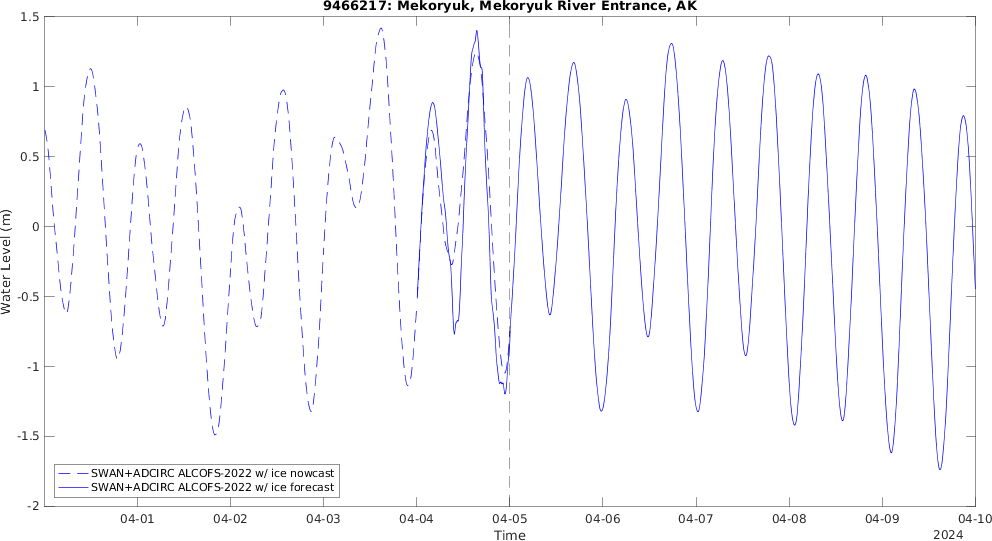 9466217: Mekoryuk, Mekoryuk River Entrance, AK
Water Level (m)
1.5
1
0.5
0
-0.5
-1
-1.5
-2
SWAN+ADCIRC ALCOFS-2022 w/ ice nowcast
SWAN+ADCIRC ALCOFS-2022 w/ ice forecast
04-01 04-02 04-03 04-04 04-05 04-06 04-07 04-08 04-09 04-10
Time
2024